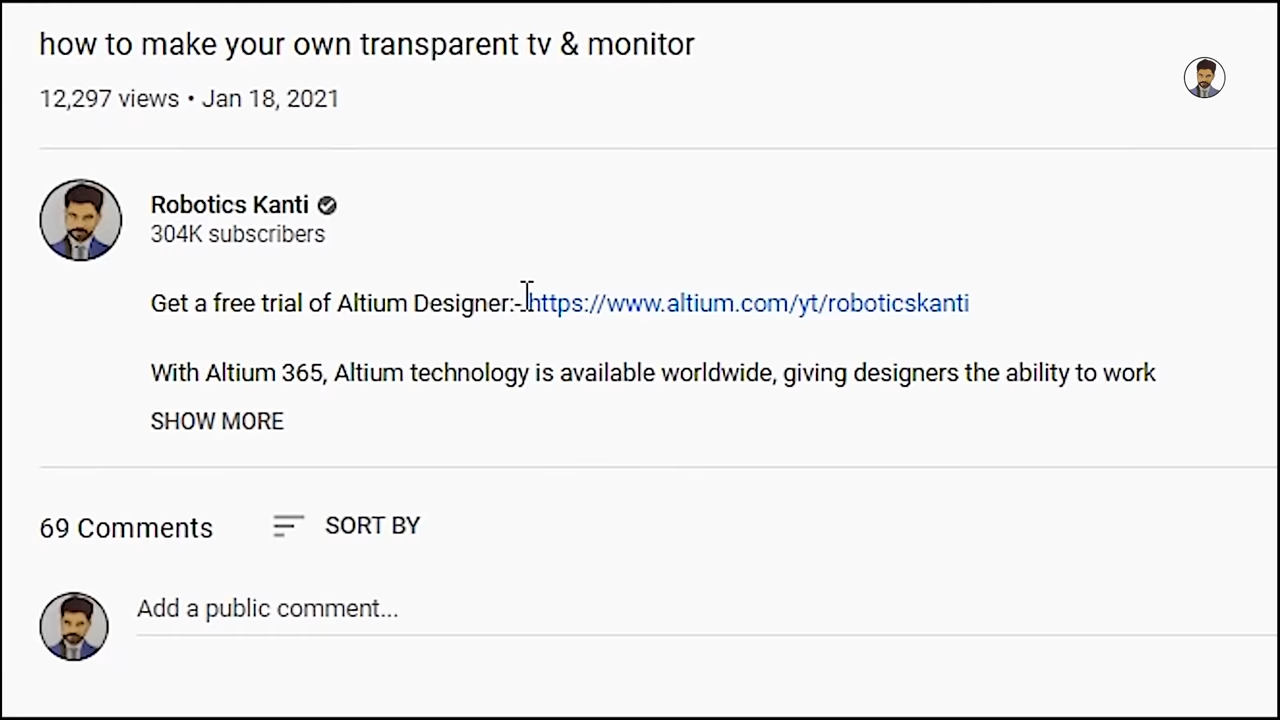 how to make your own transparent tv & monitor
12,297 views • Jan 18, 2021
Robotics Kanti
304K subscribers
Get a free trial of Altium Designer:- https://www.altium.com/yt/roboticskanti
With Altium 365, Altium technology is available worldwide, giving designers the ability to work
SHOW MORE
69 Comments SORT BY
Add a public comment...